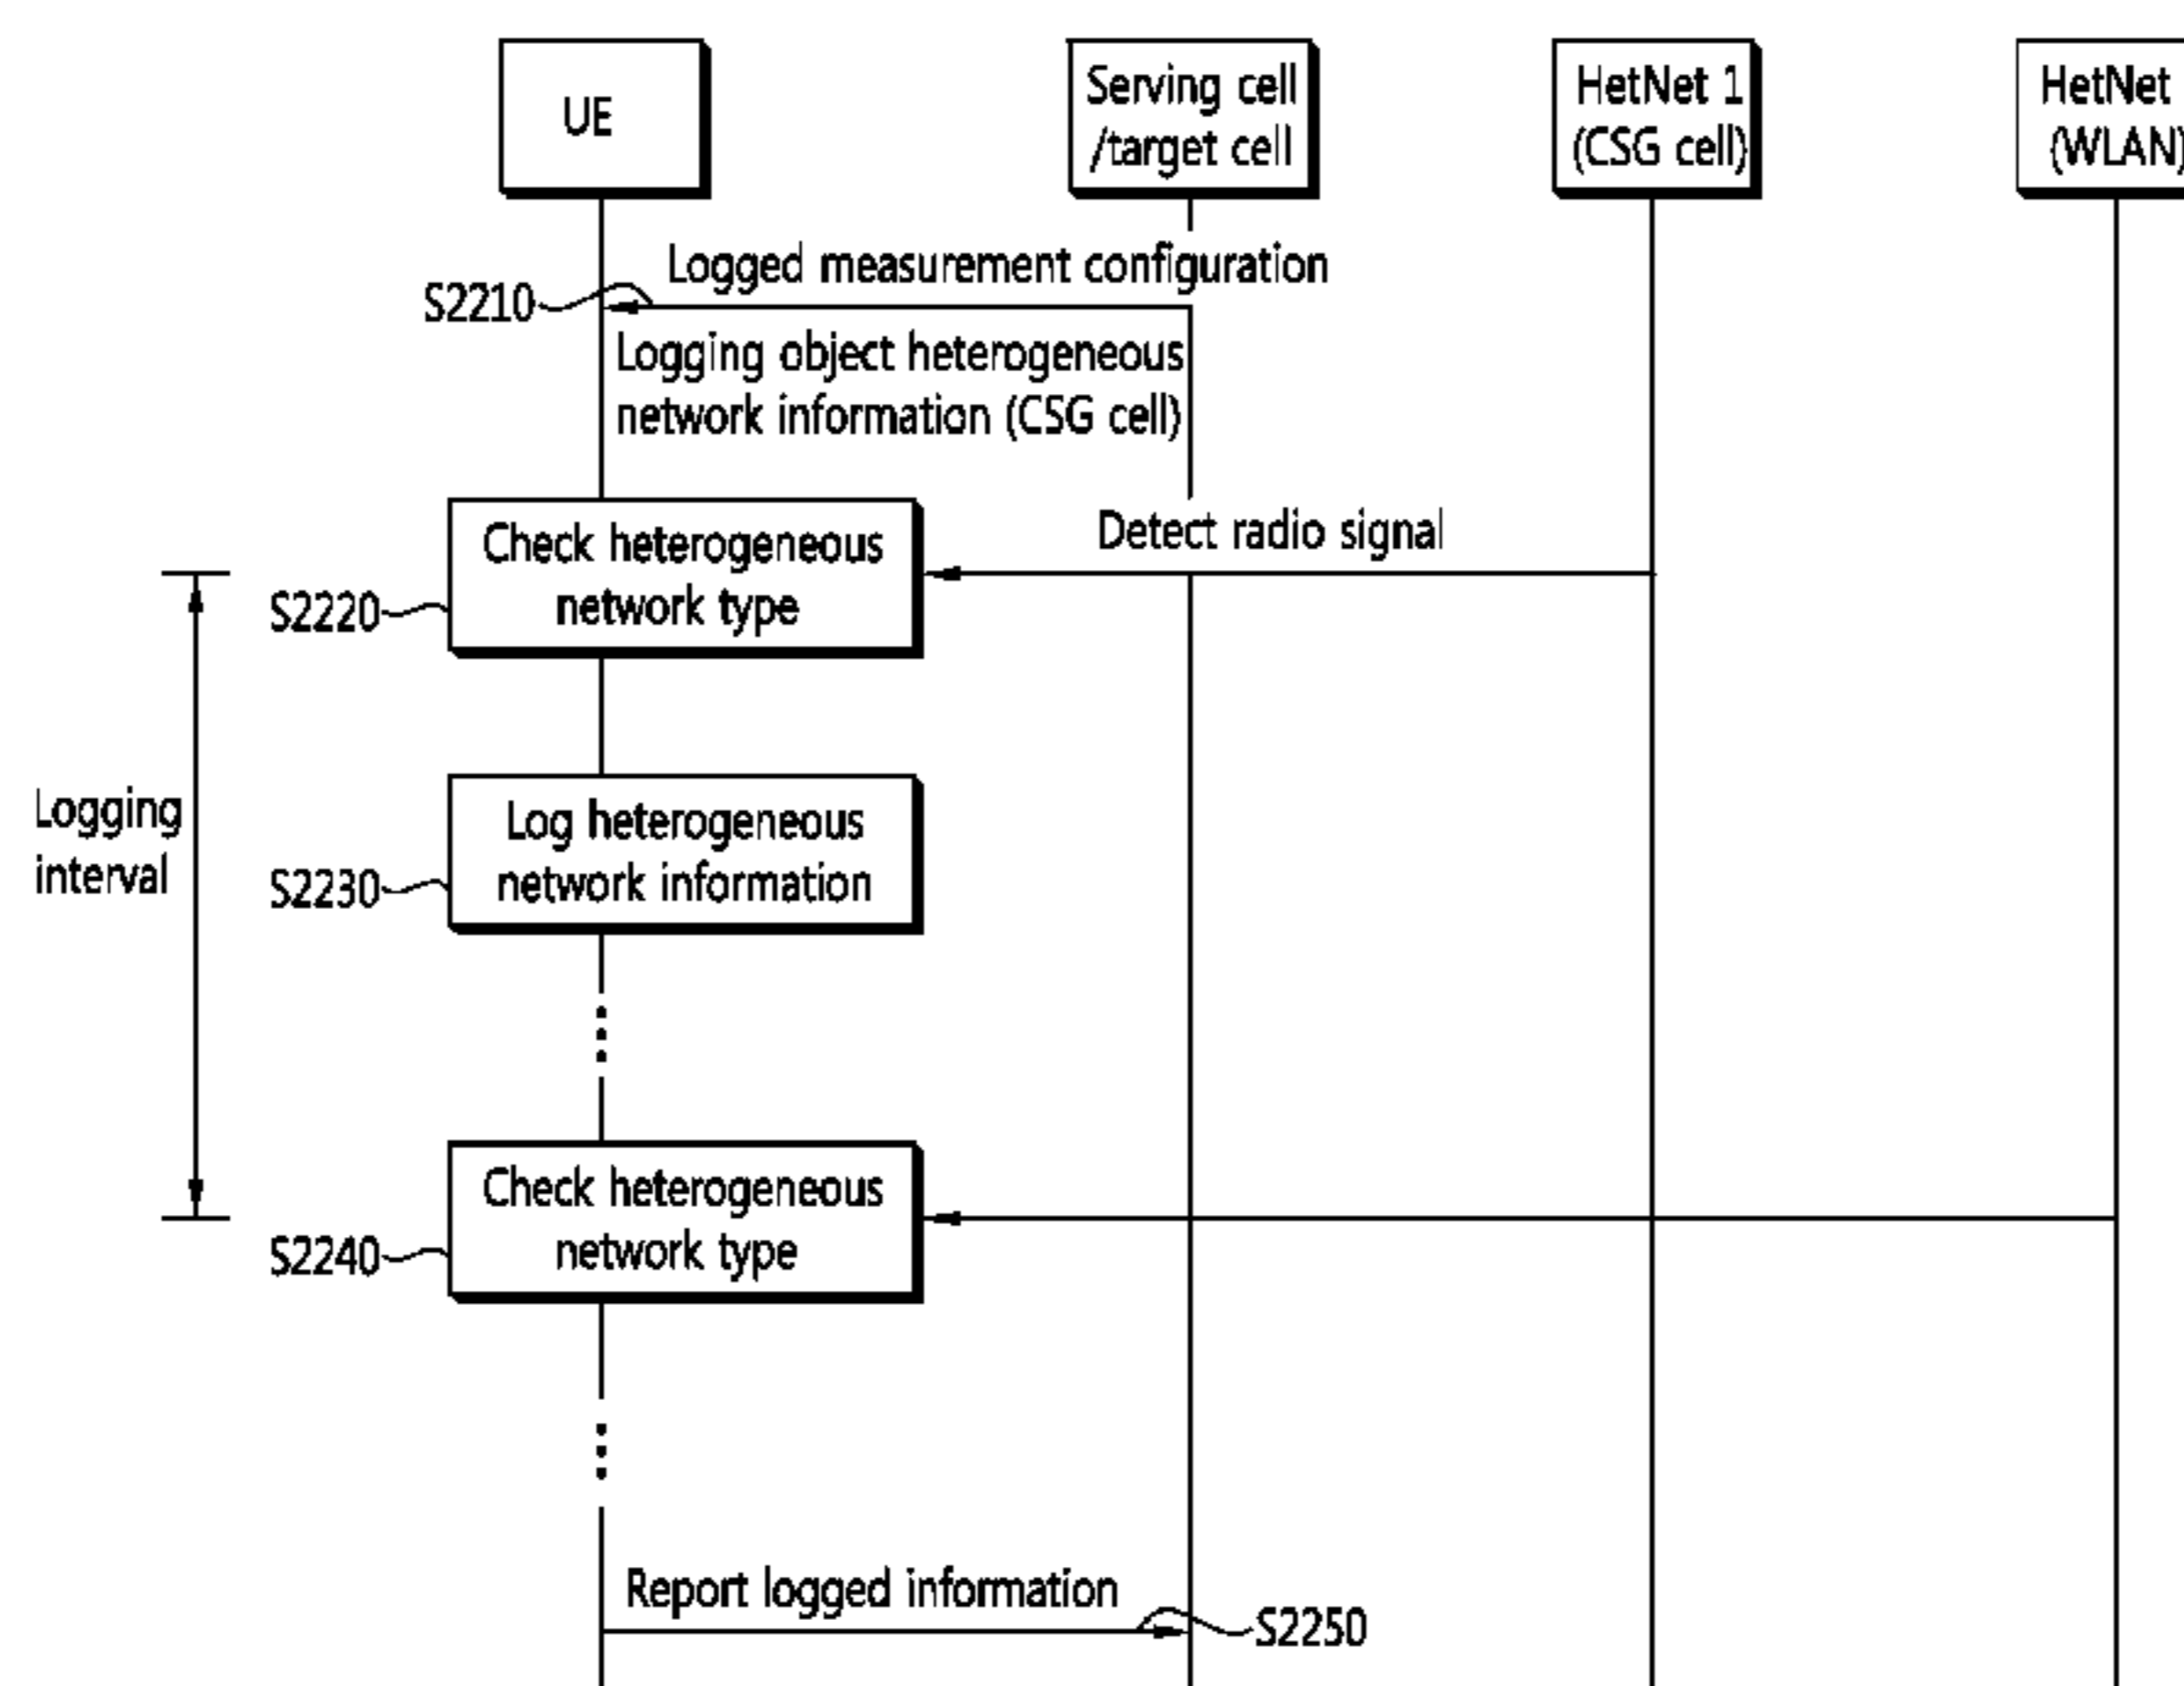 UE
Serving cell
/target cell
HetNet 1
(CSG cell)
HetNet
(WLAN)
Logged measurement configuration
S2210
Logging object heterogeneous
network information (CSG cell)
Detect radio signal
Check heterogeneous
network type
S2220
Logging
interval
Log heterogeneous
network information
S2230
Check heterogeneous
network type
S2240
Report logged information
S2250